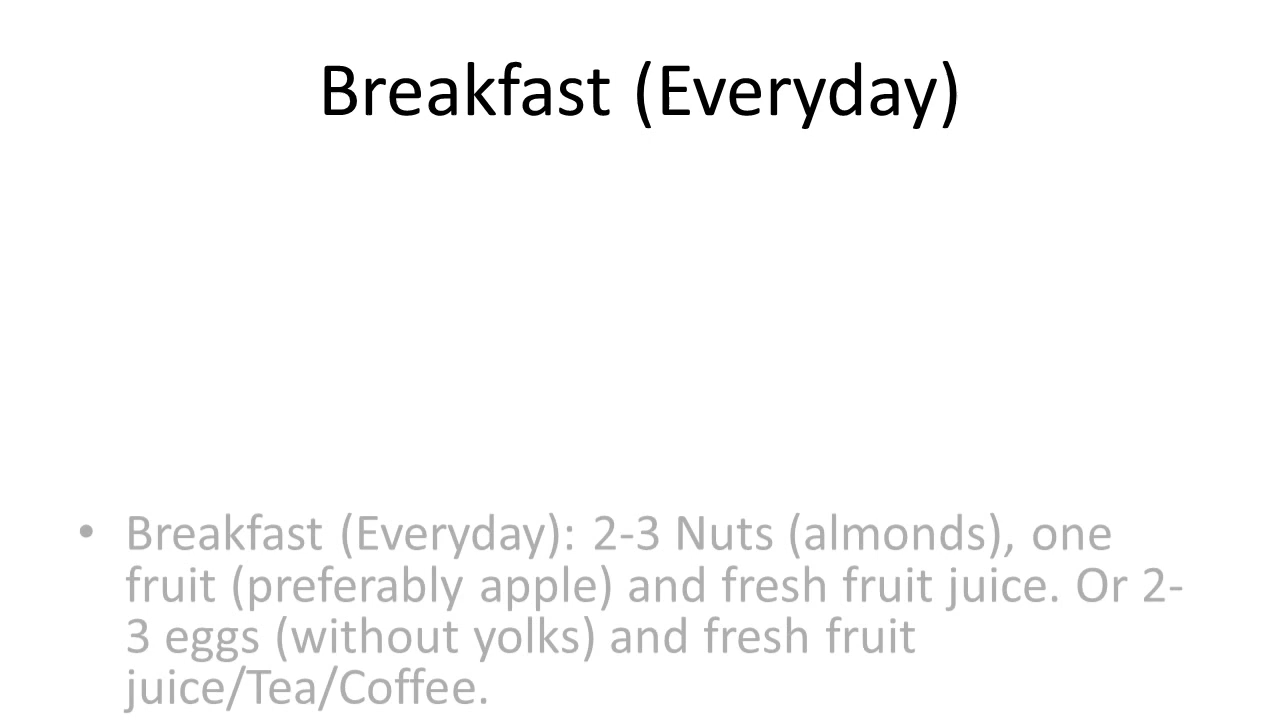 Breakfast (Everyday)
• Breakfast (Everyday): 2-3 Nuts (almonds), one
fruit (preferably apple) and fresh fruit juice. Or 2-
3 eggs (without yolks) and fresh fruit
juice/Tea/Coffee.